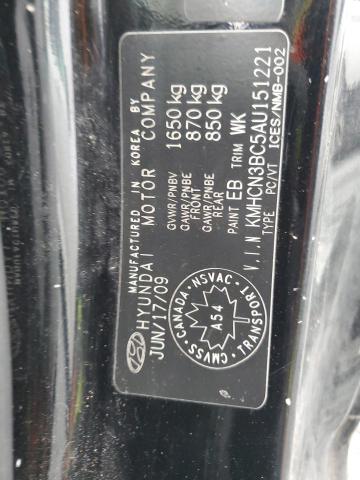 MANUFACTURED IN KOREA BY
HYUNDAI MOTOR COMPANY
JUN/17/09
GVWR/PNBV 1650 kg
GAWR/PNBE FRONT 870 kg
GAWR/PNBE REAR 850 kg
PAINT EB TRIM WK
V.I.N KMHCN3BC5AU151221
TYPE PC/VT ICES/NMB-002
CANADA NSVAC TRANSPORT CMVSS
A54